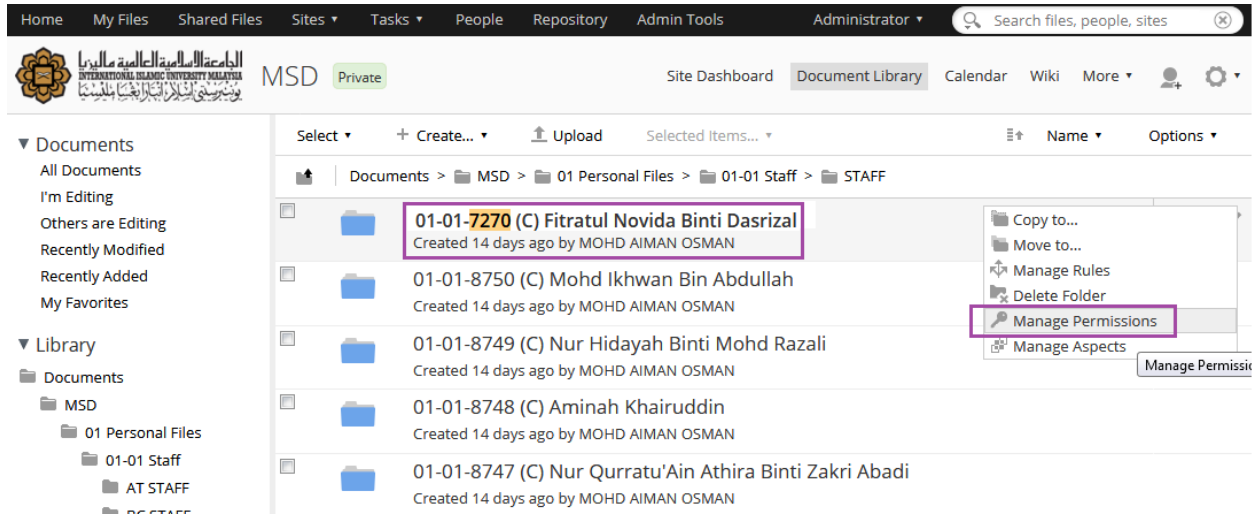 Home My Files Shared Files Sites ▾ Tasks ▾ People Repository Admin Tools Administrator ▾ Search files, people, sites
الجامعة الإسلامية العالمية ماليزيا
INTERNATIONAL ISLAMIC UNIVERSITY MALAYSIA
MSD Private Site Dashboard Document Library Calendar Wiki More ▾
▼ Documents
All Documents
I'm Editing
Others are Editing
Recently Modified
Recently Added
My Favorites
▼ Library
Documents
MSD
01 Personal Files
01-01 Staff
AT STAFF
Select ▾ + Create... ▾ Upload Selected Items... ▾ Name ▾ Options ▾
Documents > MSD > 01 Personal Files > 01-01 Staff > STAFF
01-01-7270 (C) Fitratul Novida Binti Dasrizal
Created 14 days ago by MOHD AIMAN OSMAN
01-01-8750 (C) Mohd Ikhwan Bin Abdullah
Created 14 days ago by MOHD AIMAN OSMAN
01-01-8749 (C) Nur Hidayah Binti Mohd Razali
Created 14 days ago by MOHD AIMAN OSMAN
01-01-8748 (C) Aminah Khairuddin
Created 14 days ago by MOHD AIMAN OSMAN
01-01-8747 (C) Nur Qurratu'Ain Athira Binti Zakri Abadi
Created 14 days ago by MOHD AIMAN OSMAN
Copy to...
Move to...
Manage Rules
Delete Folder
Manage Permissions
Manage Aspects
Manage Permissio